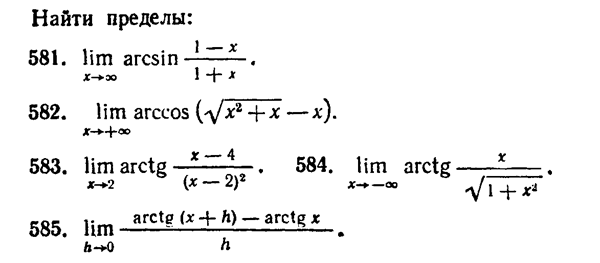 Найти пределы:
581. lim x→∞ arcsin (1 − x)/(1 + x).
582. lim x→+∞ arccos (√(x² + x) − x).
583. lim x→2 arctg (x − 4)/(x − 2)². 584. lim x→−∞ arctg x/√(1 + x²).
585. lim h→0 (arctg (x + h) − arctg x)/h.